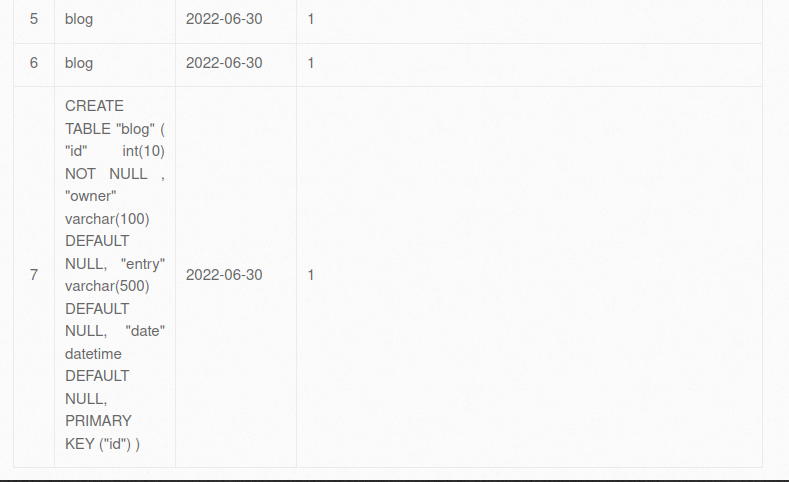 5 blog 2022-06-30 1
6 blog 2022-06-30 1
CREATE
TABLE "blog" (
"id" int(10)
NOT NULL ,
"owner"
varchar(100)
DEFAULT
NULL, "entry"
7 varchar(500) 2022-06-30 1
DEFAULT
NULL, "date"
datetime
DEFAULT
NULL,
PRIMARY
KEY ("id") )